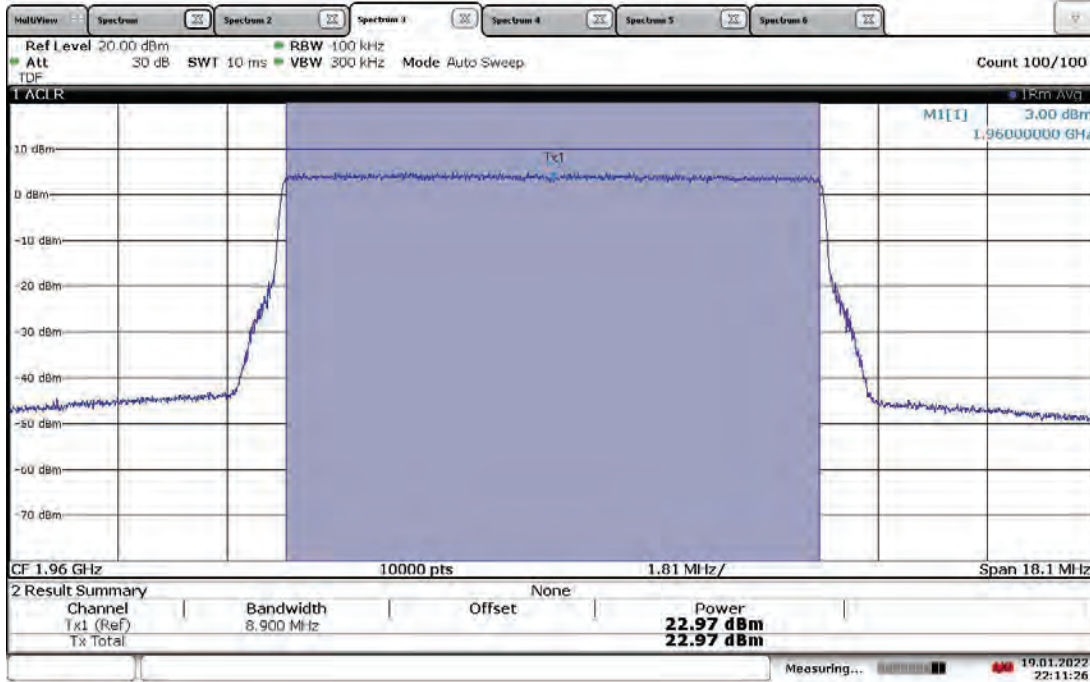 MultiView Spectrum Spectrum 2 Spectrum 3 Spectrum 4 Spectrum 5 Spectrum 6
Ref Level 20.00 dBm RBW 100 kHz
Att 30 dB SWT 10 ms VBW 300 kHz Mode Auto Sweep Count 100/100
TDF
1 ACLR 1Rm Avg
M1[1] 3.00 dBm
1.96000000 GHz
10 dBm
Tx1
0 dBm
-10 dBm
-20 dBm
-30 dBm
-40 dBm
-50 dBm
-60 dBm
-70 dBm
CF 1.96 GHz 10000 pts 1.81 MHz/ Span 18.1 MHz
2 Result Summary None
Channel Bandwidth Offset Power
Tx1 (Ref) 8.900 MHz 22.97 dBm
Tx Total 22.97 dBm
Measuring... 19.01.2022
22:11:26